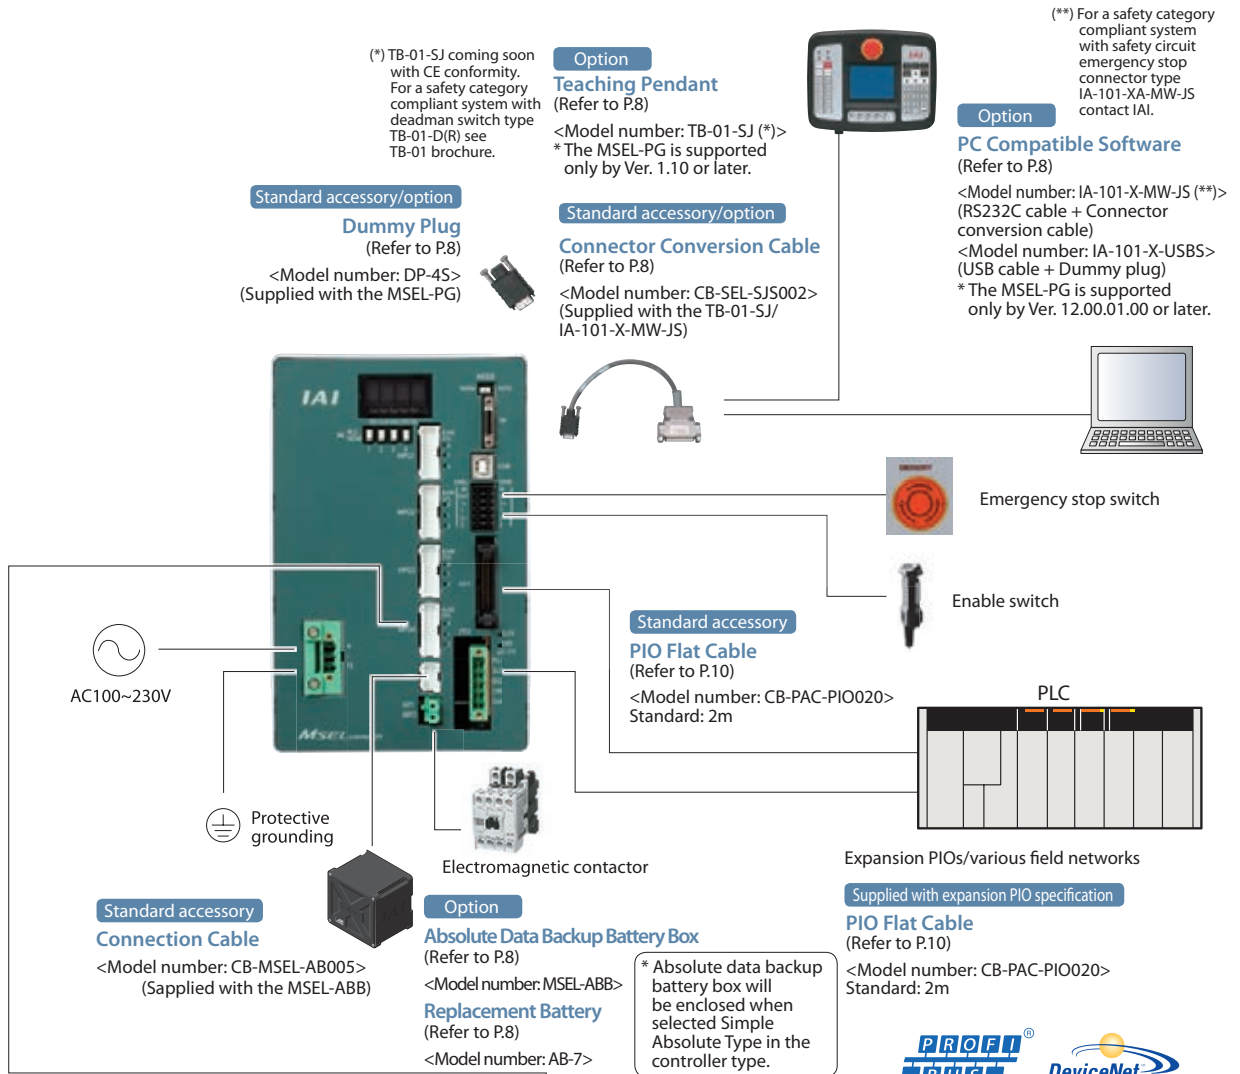 (*) TB-01-SJ coming soon
with CE conformity.
For a safety category
compliant system with
deadman switch type
TB-01-D(R) see
TB-01 brochure.
Option
Teaching Pendant
(Refer to P.8)
<Model number: TB-01-SJ (*)>
* The MSEL-PG is supported
only by Ver. 1.10 or later.
(**) For a safety category
compliant system
with safety circuit
emergency stop
connector type
IA-101-XA-MW-JS
contact IAI.
Option
PC Compatible Software
(Refer to P.8)
<Model number: IA-101-X-MW-JS (**)>
(RS232C cable + Connector
conversion cable)
<Model number: IA-101-X-USBS>
(USB cable + Dummy plug)
* The MSEL-PG is supported
only by Ver. 12.00.01.00 or later.
Standard accessory/option
Dummy Plug
(Refer to P.8)
<Model number: DP-4S>
(Supplied with the MSEL-PG)
Standard accessory/option
Connector Conversion Cable
(Refer to P.8)
<Model number: CB-SEL-SJS002>
(Supplied with the TB-01-SJ/
IA-101-X-MW-JS)
IAI
IAI
Emergency stop switch
Enable switch
Standard accessory
PIO Flat Cable
(Refer to P.10)
<Model number: CB-PAC-PIO020>
Standard: 2m
PLC
AC100~230V
MSEL
Protective
grounding
Electromagnetic contactor
Expansion PIOs/various field networks
Supplied with expansion PIO specification
PIO Flat Cable
(Refer to P.10)
<Model number: CB-PAC-PIO020>
Standard: 2m
IAI
Standard accessory
Connection Cable
<Model number: CB-MSEL-AB005>
(Sapplied with the MSEL-ABB)
Option
Absolute Data Backup Battery Box
(Refer to P.8)
<Model number: MSEL-ABB>
Replacement Battery
(Refer to P.8)
<Model number: AB-7>
* Absolute data backup
battery box will
be enclosed when
selected Simple
Absolute Type in the
controller type.
PROFI®
BUS
DeviceNet